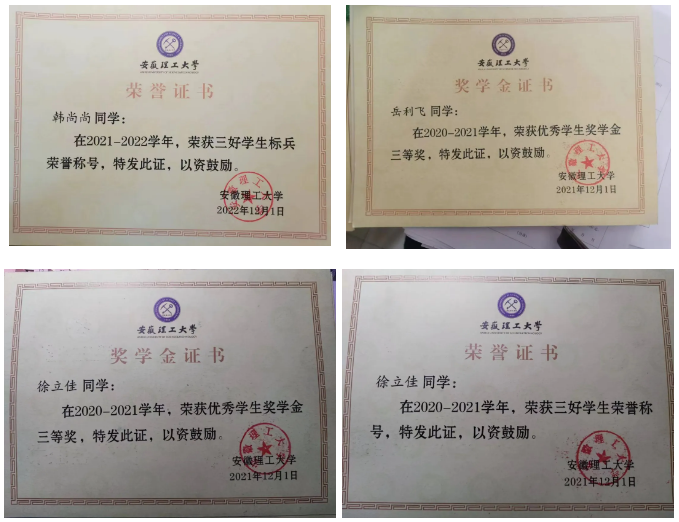 安徽理工大学
荣誉证书
韩尚尚 同学：
在2021-2022学年，荣获三好学生标兵
荣誉称号，特发此证，以资鼓励。
安徽理工大学
2022年12月1日
安徽理工大学
奖学金证书
岳利飞 同学：
在2020-2021学年，荣获优秀学生奖学金
三等奖，特发此证，以资鼓励。
安徽理工大学
2021年12月1日
安徽理工大学
奖学金证书
徐立佳 同学：
在2020-2021学年，荣获优秀学生奖学金
三等奖，特发此证，以资鼓励。
安徽理工大学
2021年12月1日
安徽理工大学
荣誉证书
徐立佳 同学：
在2020-2021学年，荣获三好学生荣誉称
号，特发此证，以资鼓励。
安徽理工大学
2021年12月1日